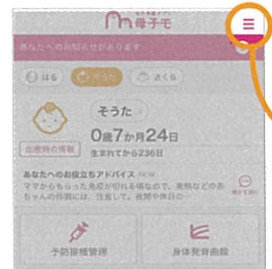 母子モ
あなたへのお知らせがあります
はる そうた さくら
そうた
0歳7か月24日
生まれてから236日
出産時の情報
あなたへのお役立ちアドバイス NEW
ママからもらった免疫が切れる頃なので、発熱などの赤
ちゃんの体調には、注意して。夜間や休日の…
予防接種管理 身体発育曲線